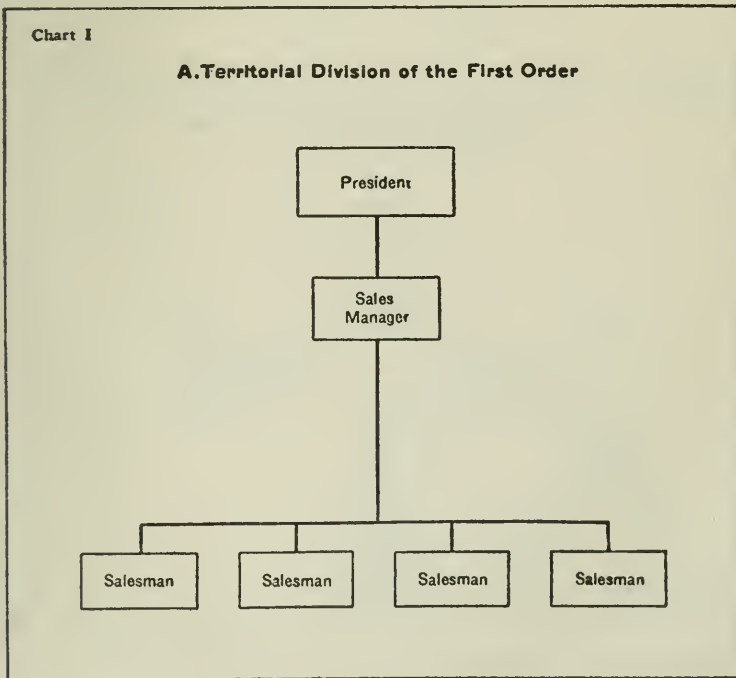 Chart I
A. Territorial Division of the First Order
President
Sales
Manager
Salesman
Salesman
Salesman
Salesman